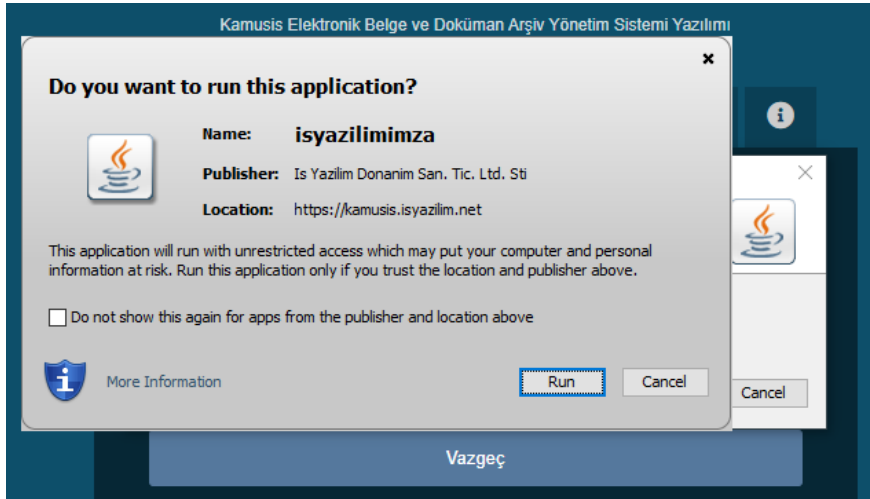 Kamusis Elektronik Belge ve Doküman Arşiv Yönetim Sistemi Yazılımı
Do you want to run this application?
Name: isyazilimimza
Publisher: Is Yazilim Donanim San. Tic. Ltd. Sti
Location: https://kamusis.isyazilim.net
This application will run with unrestricted access which may put your computer and personal
information at risk. Run this application only if you trust the location and publisher above.
Do not show this again for apps from the publisher and location above
More Information
Run
Cancel
Cancel
Vazgeç